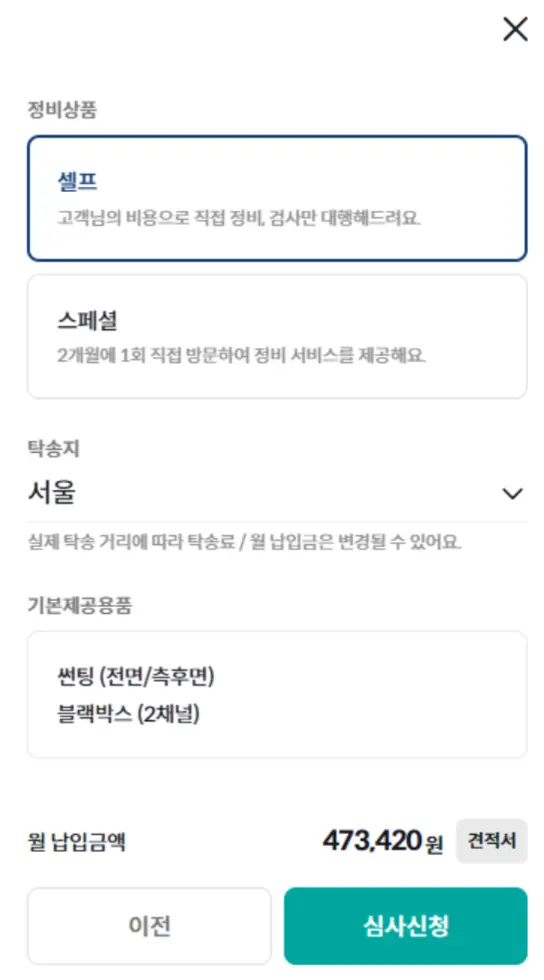 정비상품
셀프
고객님의 비용으로 직접 정비, 검사만 대행해드려요.
스페셜
2개월에 1회 직접 방문하여 정비 서비스를 제공해요.
탁송지
서울
실제 탁송 거리에 따라 탁송료 / 월 납입금은 변경될 수 있어요.
기본제공용품
썬팅 (전면/측후면)
블랙박스 (2채널)
월 납입금액 473,420 원 견적서
이전 심사신청